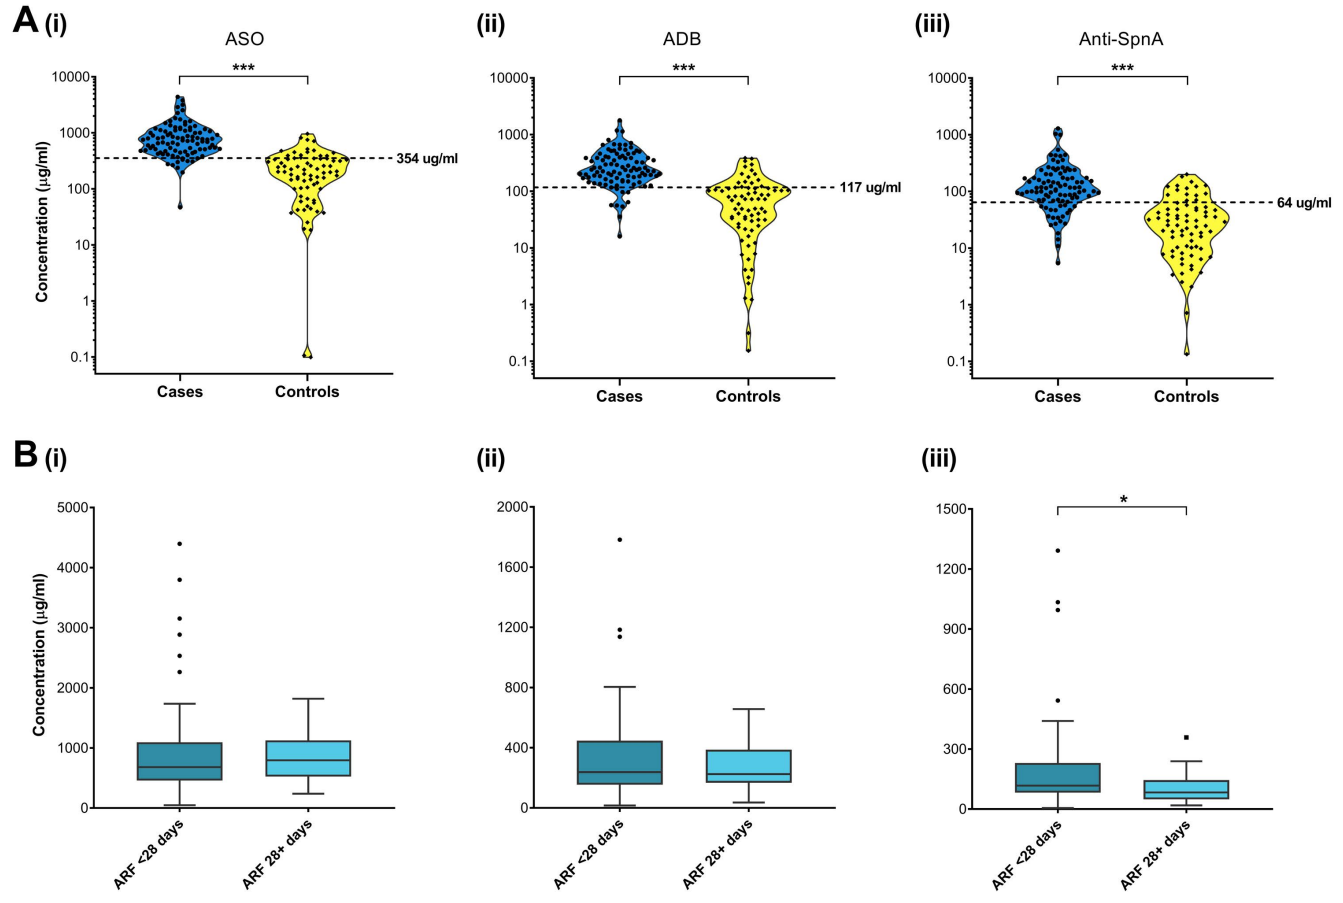 A (i) (ii) (iii)
ASO ADB Anti-SpnA
*** *** ***
10000 10000 10000
1000 1000 1000
354 ug/ml 117 ug/ml 64 ug/ml
100 100 100
10 10 10
1 1 1
0.1 0.1 0.1
Concentration (µg/ml)
Cases Controls Cases Controls Cases Controls
B (i) (ii) (iii)
*
5000 2000 1500
4000 1600 1200
3000 1200 900
2000 800 600
1000 400 300
0 0 0
Concentration (µg/ml)
ARF <28 days ARF 28+ days ARF <28 days ARF 28+ days ARF <28 days ARF 28+ days